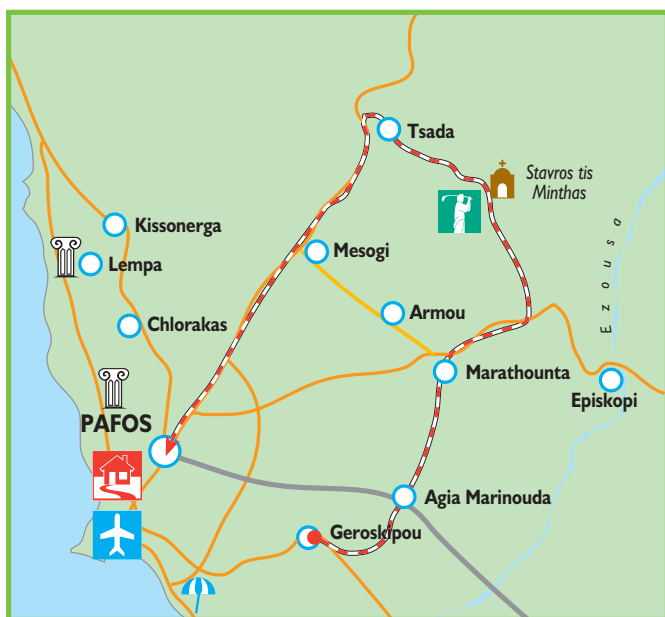 Tsada
Stavros tis
Minthas
Ezousa
Kissonerga
Mesogi
Lempa
Armou
Chlorakas
Marathounta
Episkopi
PAFOS
Agia Marinouda
Geroskipou